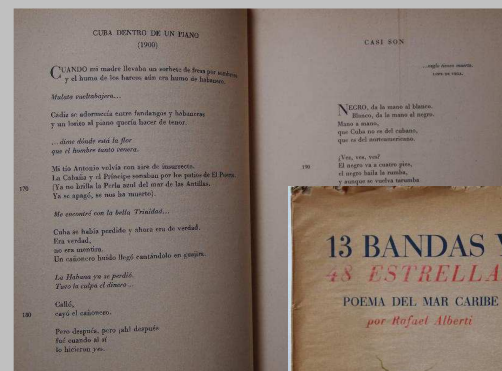 CUBA DENTRO DE UN PIANO
(1900)
CUANDO mi madre llevaba un sorbete de fresa por sombrero
y el humo de los barcos aún era humo de habanero.
Mulata vueltabajera...
Cádiz se adormecía entre fandangos y habaneras
y un lorito al piano quería hacer de tenor.
...dime dónde está la flor
que el hombre tanto venera.
Mi tío Antonio volvía con aire de insurrecto.
La Cabaña y el Príncipe sonaban por los patios de El Puerto.
170
(Ya no brilla la Perla azul del mar de las Antillas.
Ya se apagó, se nos ha muerto).
Me encontré con la bella Trinidad...
Cuba se había perdido y ahora era de verdad.
Era verdad,
no era mentira.
Un cañonero huido llegó cantándolo en guajira.
La Habana ya se perdió.
Tuvo la culpa el dinero...
Calló,
180
cayó el cañonero.
Pero después, pero ¡ah! después
fué cuando al sí
lo hicieron yes.
CASI SON
NEGRO, da la mano al blanco.
Blanco, da la mano al negro.
Mano a mano,
que Cuba no es del cubano,
que es del norteamericano.
¿Ves, ves, ves?
190
El negro va a cuatro pies,
el negro baila la rumba,
y aunque se vuelva tarumba
13 BANDAS Y
48 ESTRELLA
POEMA DEL MAR CARIBE
por Rafael Alberti